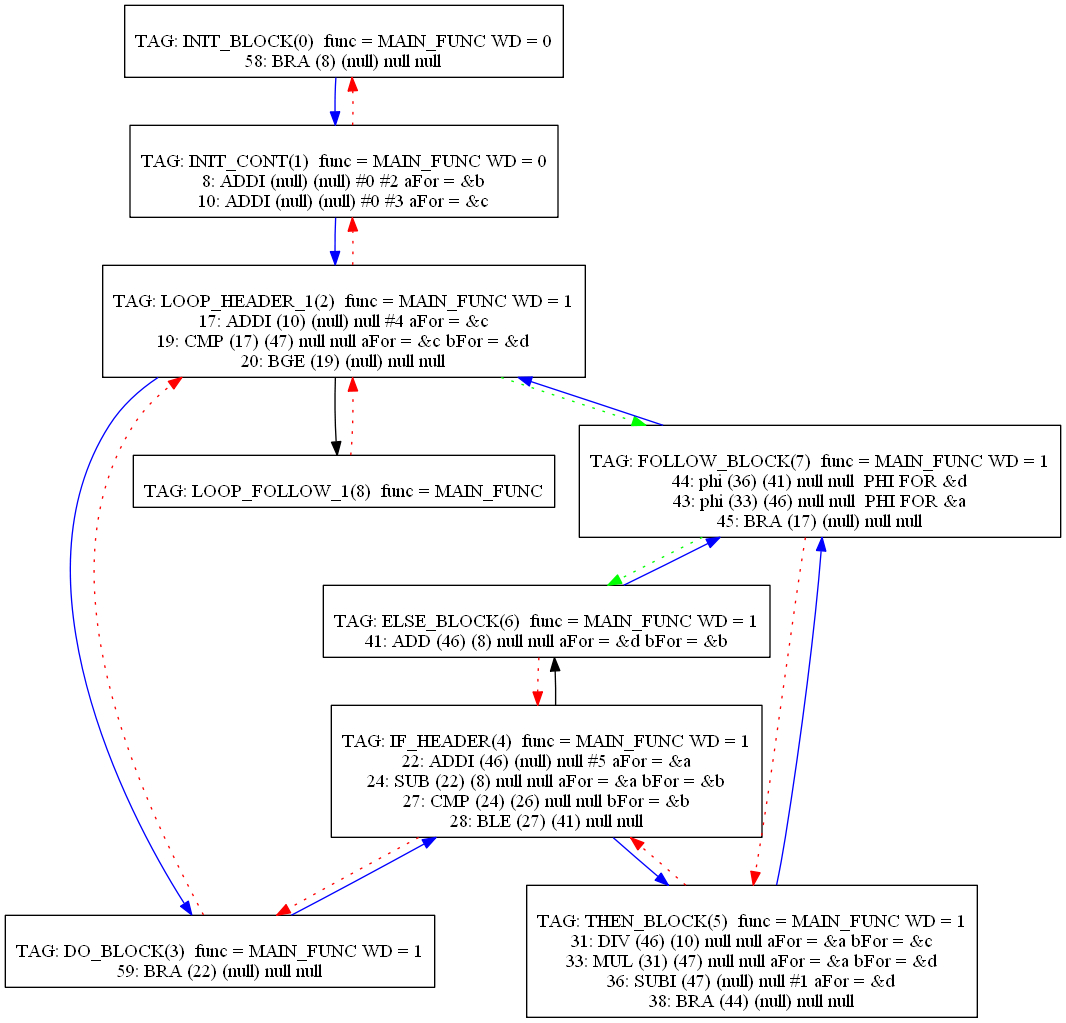 TAG: INIT_BLOCK(0) func = MAIN_FUNC WD = 0
58: BRA (8) (null) null null
TAG: INIT_CONT(1) func = MAIN_FUNC WD = 0
8: ADDI (null) (null) #0 #2 aFor = &b
10: ADDI (null) (null) #0 #3 aFor = &c
TAG: LOOP_HEADER_1(2) func = MAIN_FUNC WD = 1
17: ADDI (10) (null) null #4 aFor = &c
19: CMP (17) (47) null null aFor = &c bFor = &d
20: BGE (19) (null) null null
TAG: LOOP_FOLLOW_1(8) func = MAIN_FUNC
TAG: FOLLOW_BLOCK(7) func = MAIN_FUNC WD = 1
44: phi (36) (41) null null PHI FOR &d
43: phi (33) (46) null null PHI FOR &a
45: BRA (17) (null) null null
TAG: ELSE_BLOCK(6) func = MAIN_FUNC WD = 1
41: ADD (46) (8) null null aFor = &d bFor = &b
TAG: IF_HEADER(4) func = MAIN_FUNC WD = 1
22: ADDI (46) (null) null #5 aFor = &a
24: SUB (22) (8) null null aFor = &a bFor = &b
27: CMP (24) (26) null null bFor = &b
28: BLE (27) (41) null null
TAG: DO_BLOCK(3) func = MAIN_FUNC WD = 1
59: BRA (22) (null) null null
TAG: THEN_BLOCK(5) func = MAIN_FUNC WD = 1
31: DIV (46) (10) null null aFor = &a bFor = &c
33: MUL (31) (47) null null aFor = &a bFor = &d
36: SUBI (47) (null) null #1 aFor = &d
38: BRA (44) (null) null null